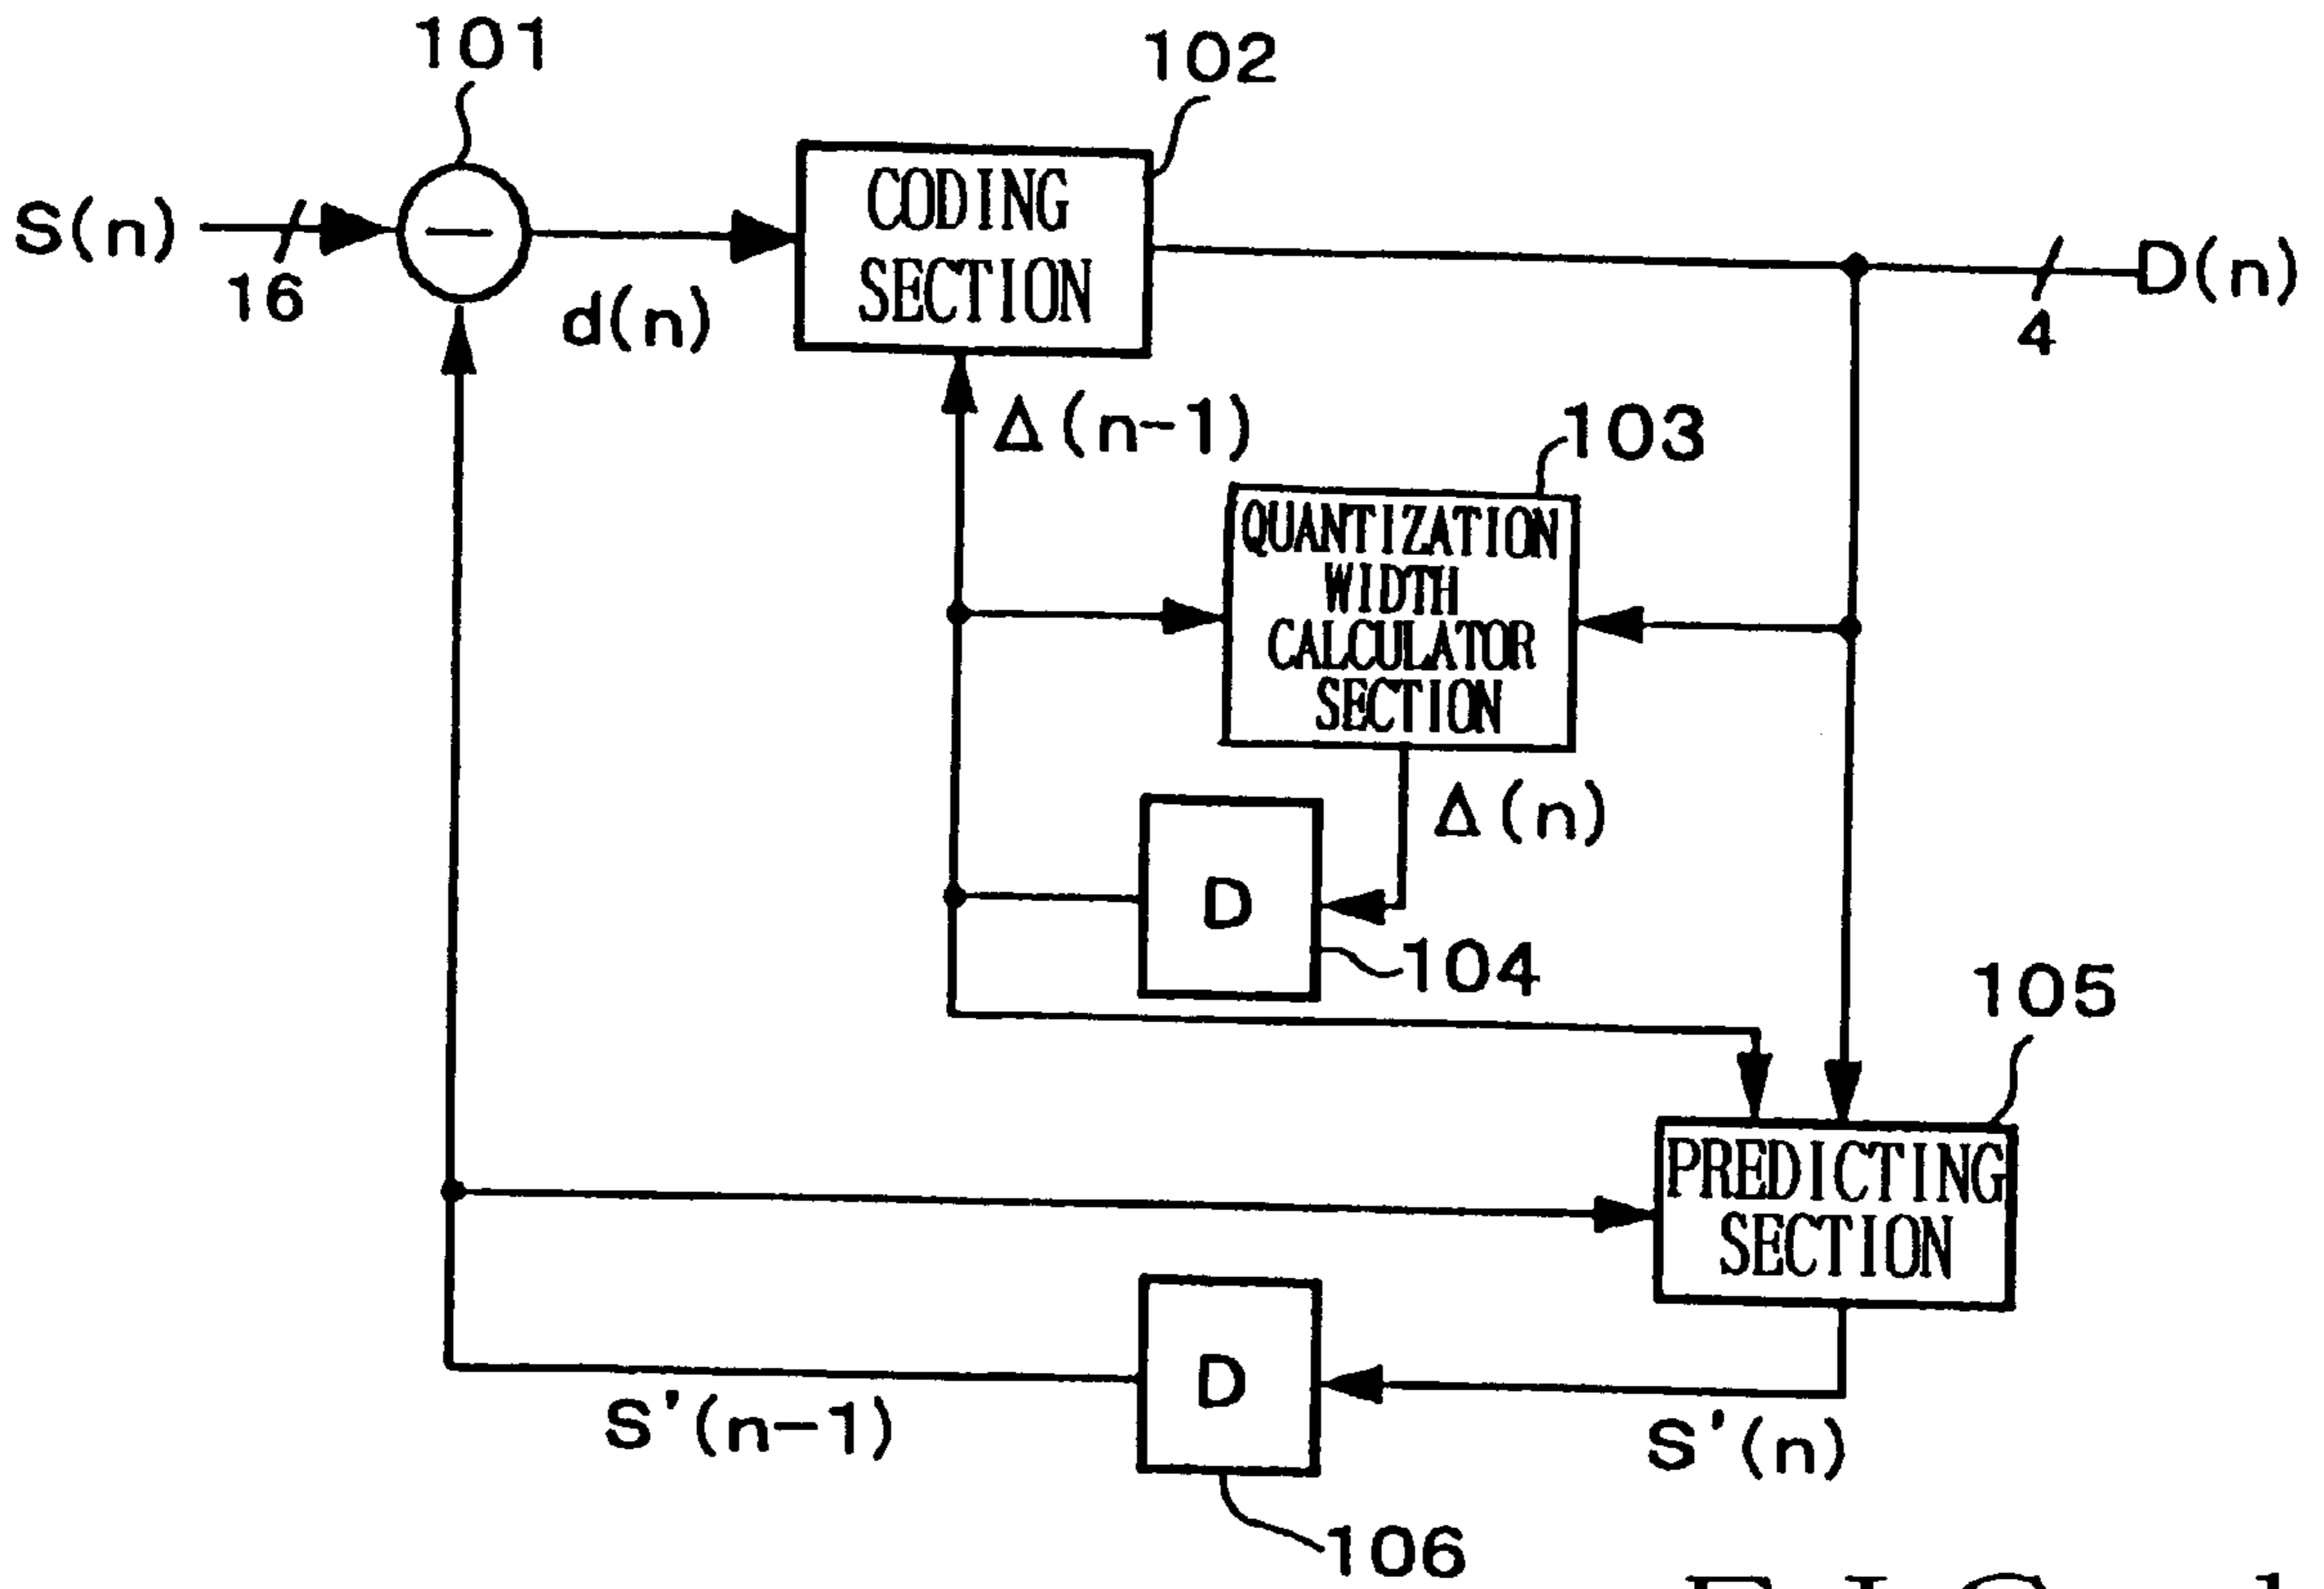 101
102
S(n)
16
d(n)
CODING
SECTION
D(n)
4
Δ(n-1)
103
QUANTIZATION
WIDTH
CALCULATOR
SECTION
Δ(n)
D
104
105
PREDICTING
SECTION
D
S'(n-1)
S'(n)
106